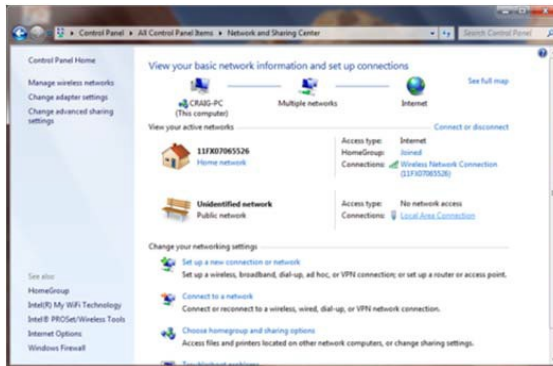 Control Panel ▸ All Control Panel Items ▸ Network and Sharing Center
Search Control Panel
Control Panel Home
Manage wireless networks
Change adapter settings
Change advanced sharing
settings
See also
HomeGroup
Intel(R) My WiFi Technology
Intel® PROSet/Wireless Tools
Internet Options
Windows Firewall
View your basic network information and set up connections
See full map
CRAIG-PC
(This computer)
Multiple networks
Internet
View your active networks
Connect or disconnect
11FX07065526
Home network
Access type: Internet
HomeGroup: Joined
Connections: Wireless Network Connection
(11FX07065526)
Unidentified network
Public network
Access type: No network access
Connections: Local Area Connection
Change your networking settings
Set up a new connection or network
Set up a wireless, broadband, dial-up, ad hoc, or VPN connection; or set up a router or access point.
Connect to a network
Connect or reconnect to a wireless, wired, dial-up, or VPN network connection.
Choose homegroup and sharing options
Access files and printers located on other network computers, or change sharing settings.
Troubleshoot problems